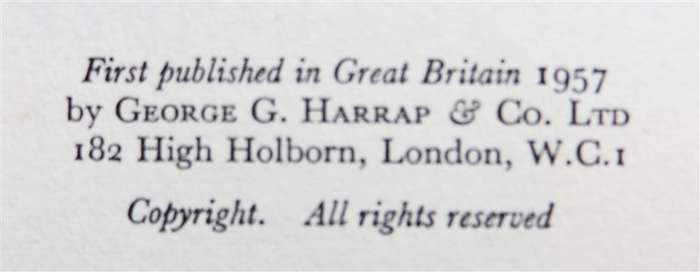 First published in Great Britain 1957
by GEORGE G. HARRAP & Co. LTD
182 High Holborn, London, W.C.1
Copyright. All rights reserved